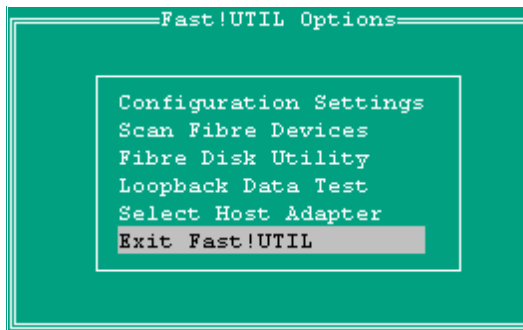 Fast!UTIL Options
Configuration Settings
Scan Fibre Devices
Fibre Disk Utility
Loopback Data Test
Select Host Adapter
Exit Fast!UTIL